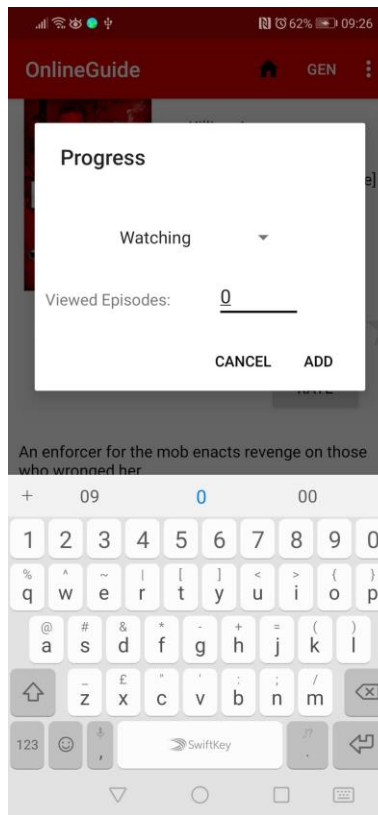 62% 09:26
OnlineGuide GEN
Progress
Watching
Viewed Episodes: 0
CANCEL ADD
RATE
An enforcer for the mob enacts revenge on those
who wronged her
+ 09 0 00
1 2 3 4 5 6 7 8 9 0
% ^ ~ | [ ] < > { }
q w e r t y u i o p
@ # & * - + = ( )
a s d f g h j k l
_ £ " ' : ; /
z x c v b n m
123 , SwiftKey .